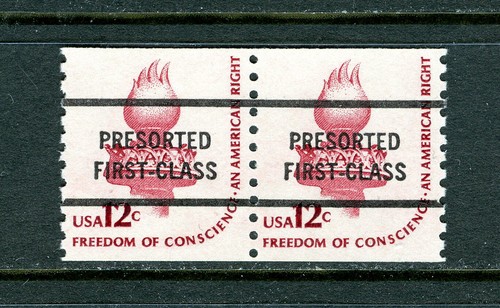 PRESORTED
FIRST-CLASS
USA 12c
FREEDOM OF CONSCIENCE · AN AMERICAN RIGHT
PRESORTED
FIRST-CLASS
USA 12c
FREEDOM OF CONSCIENCE · AN AMERICAN RIGHT